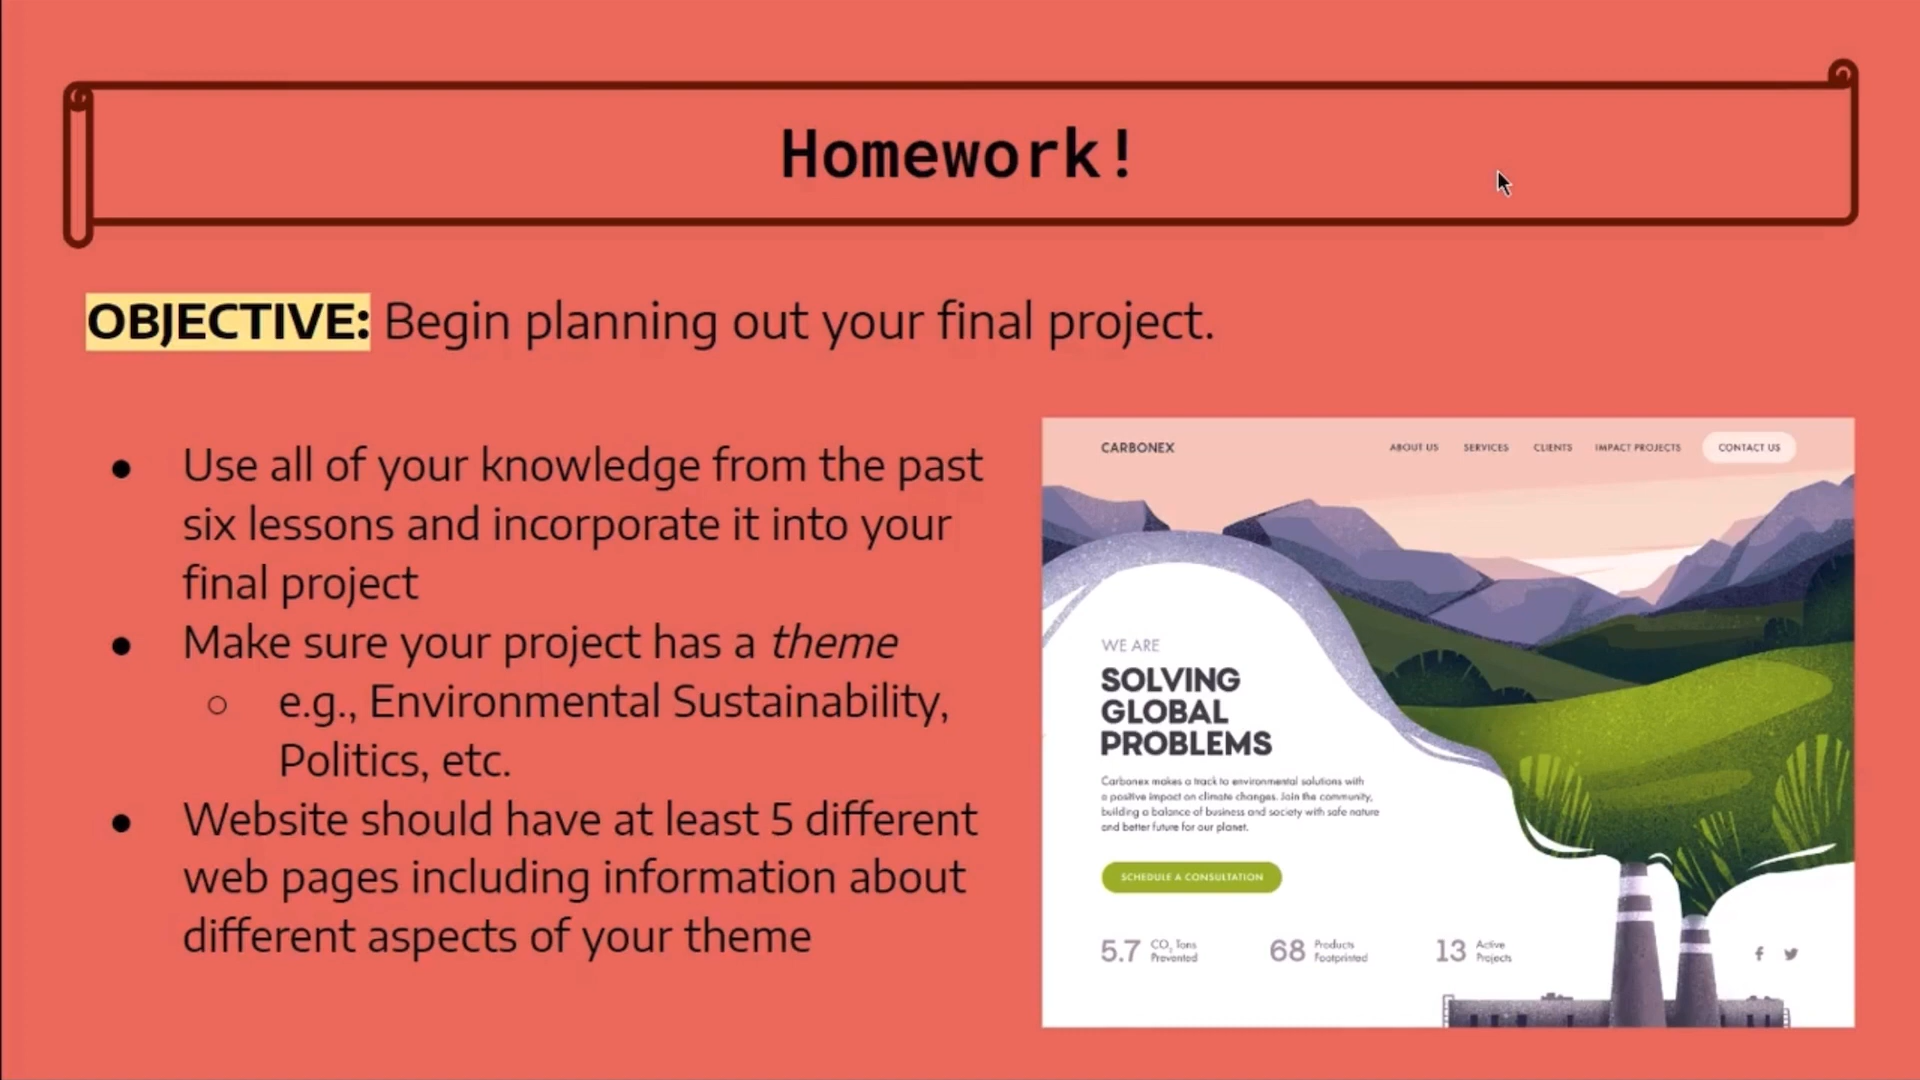 Homework!
OBJECTIVE: Begin planning out your final project.
● Use all of your knowledge from the past
six lessons and incorporate it into your
final project
● Make sure your project has a theme
○ e.g., Environmental Sustainability,
Politics, etc.
● Website should have at least 5 different
web pages including information about
different aspects of your theme
CARBONEX ABOUT US SERVICES CLIENTS IMPACT PROJECTS CONTACT US
WE ARE
SOLVING
GLOBAL
PROBLEMS
Carbonex makes a track to environmental solutions with
a positive impact on climate changes. Join the community,
building a balance of business and society with safe nature
and better future for our planet.
SCHEDULE A CONSULTATION
5.7 CO₂ Tons
Prevented
68 Products
Footprinted
13 Active
Projects